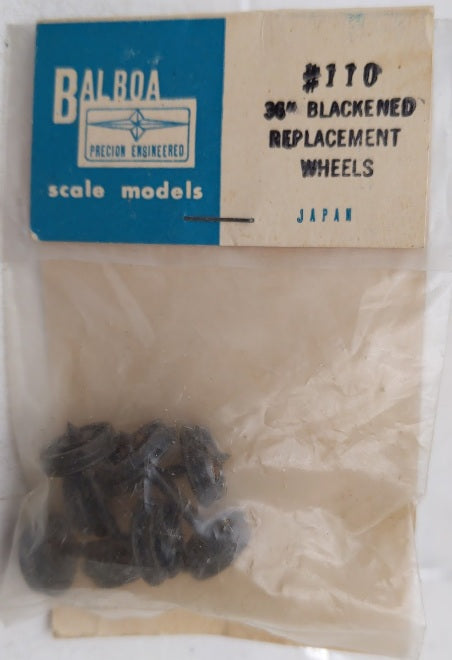 BALBOA
PRECION ENGINEERED
scale models
#110
36" BLACKENED
REPLACEMENT
WHEELS
JAPAN